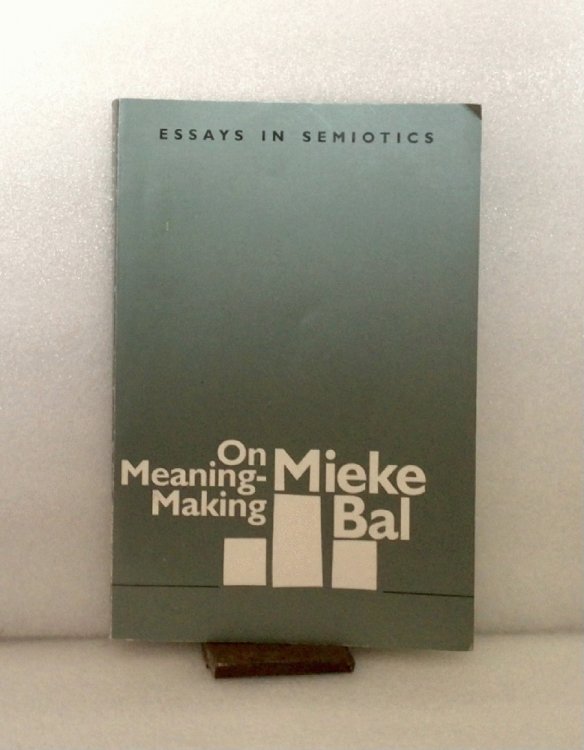 ESSAYS IN SEMIOTICS
On
Meaning-
Making
Mieke
Bal